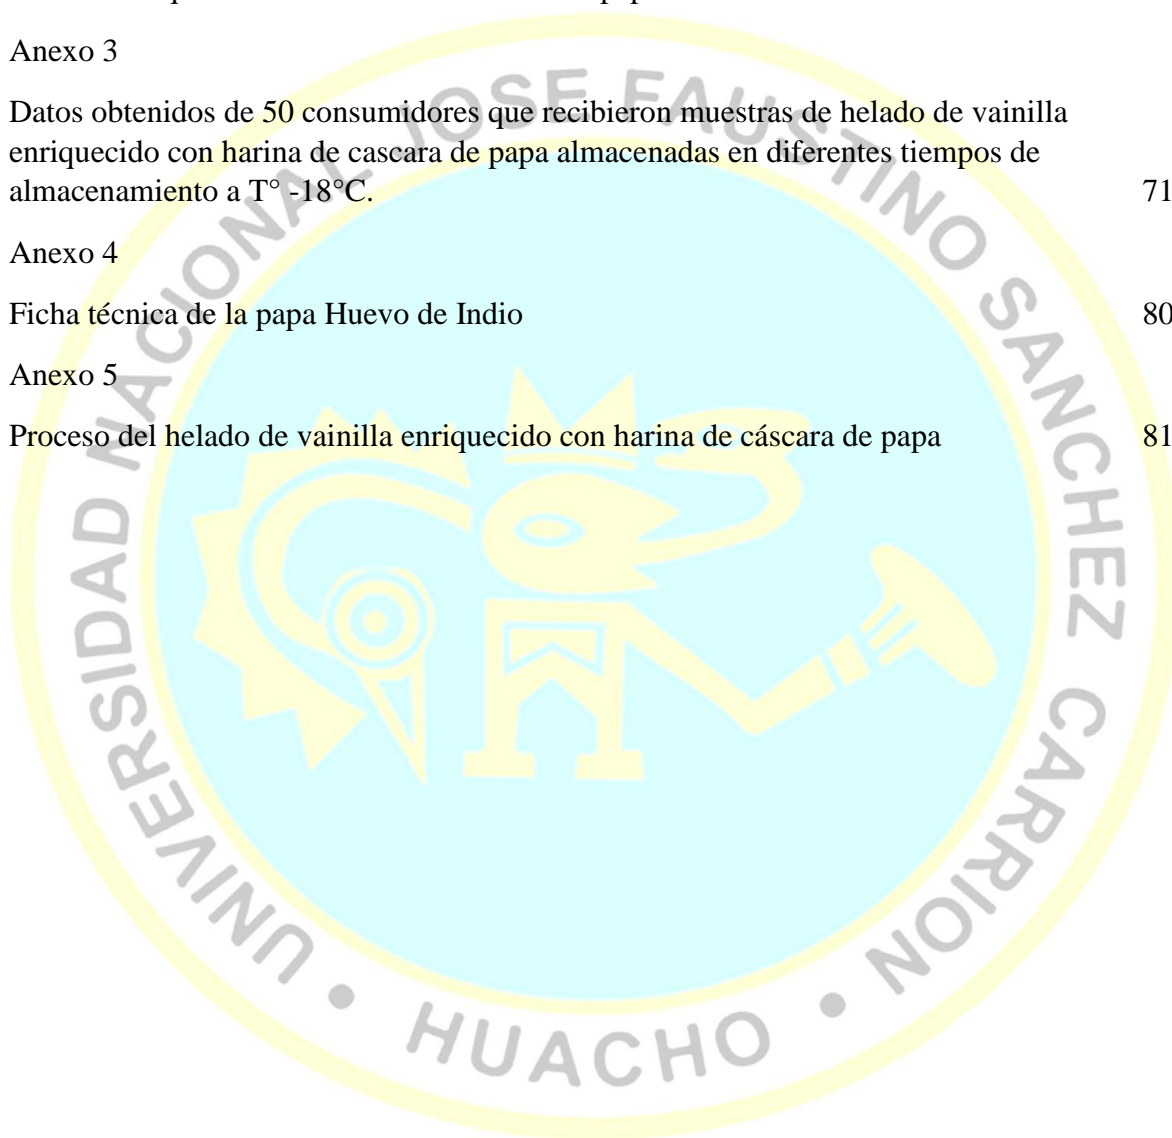 Anexo 3
Datos obtenidos de 50 consumidores que recibieron muestras de helado de vainilla
enriquecido con harina de cascara de papa almacenadas en diferentes tiempos de
almacenamiento a T° -18°C. 71
Anexo 4
Ficha técnica de la papa Huevo de Indio 80
Anexo 5
Proceso del helado de vainilla enriquecido con harina de cáscara de papa 81
UNIVERSIDAD NACIONAL JOSE FAUSTINO SANCHEZ CARRION • HUACHO •